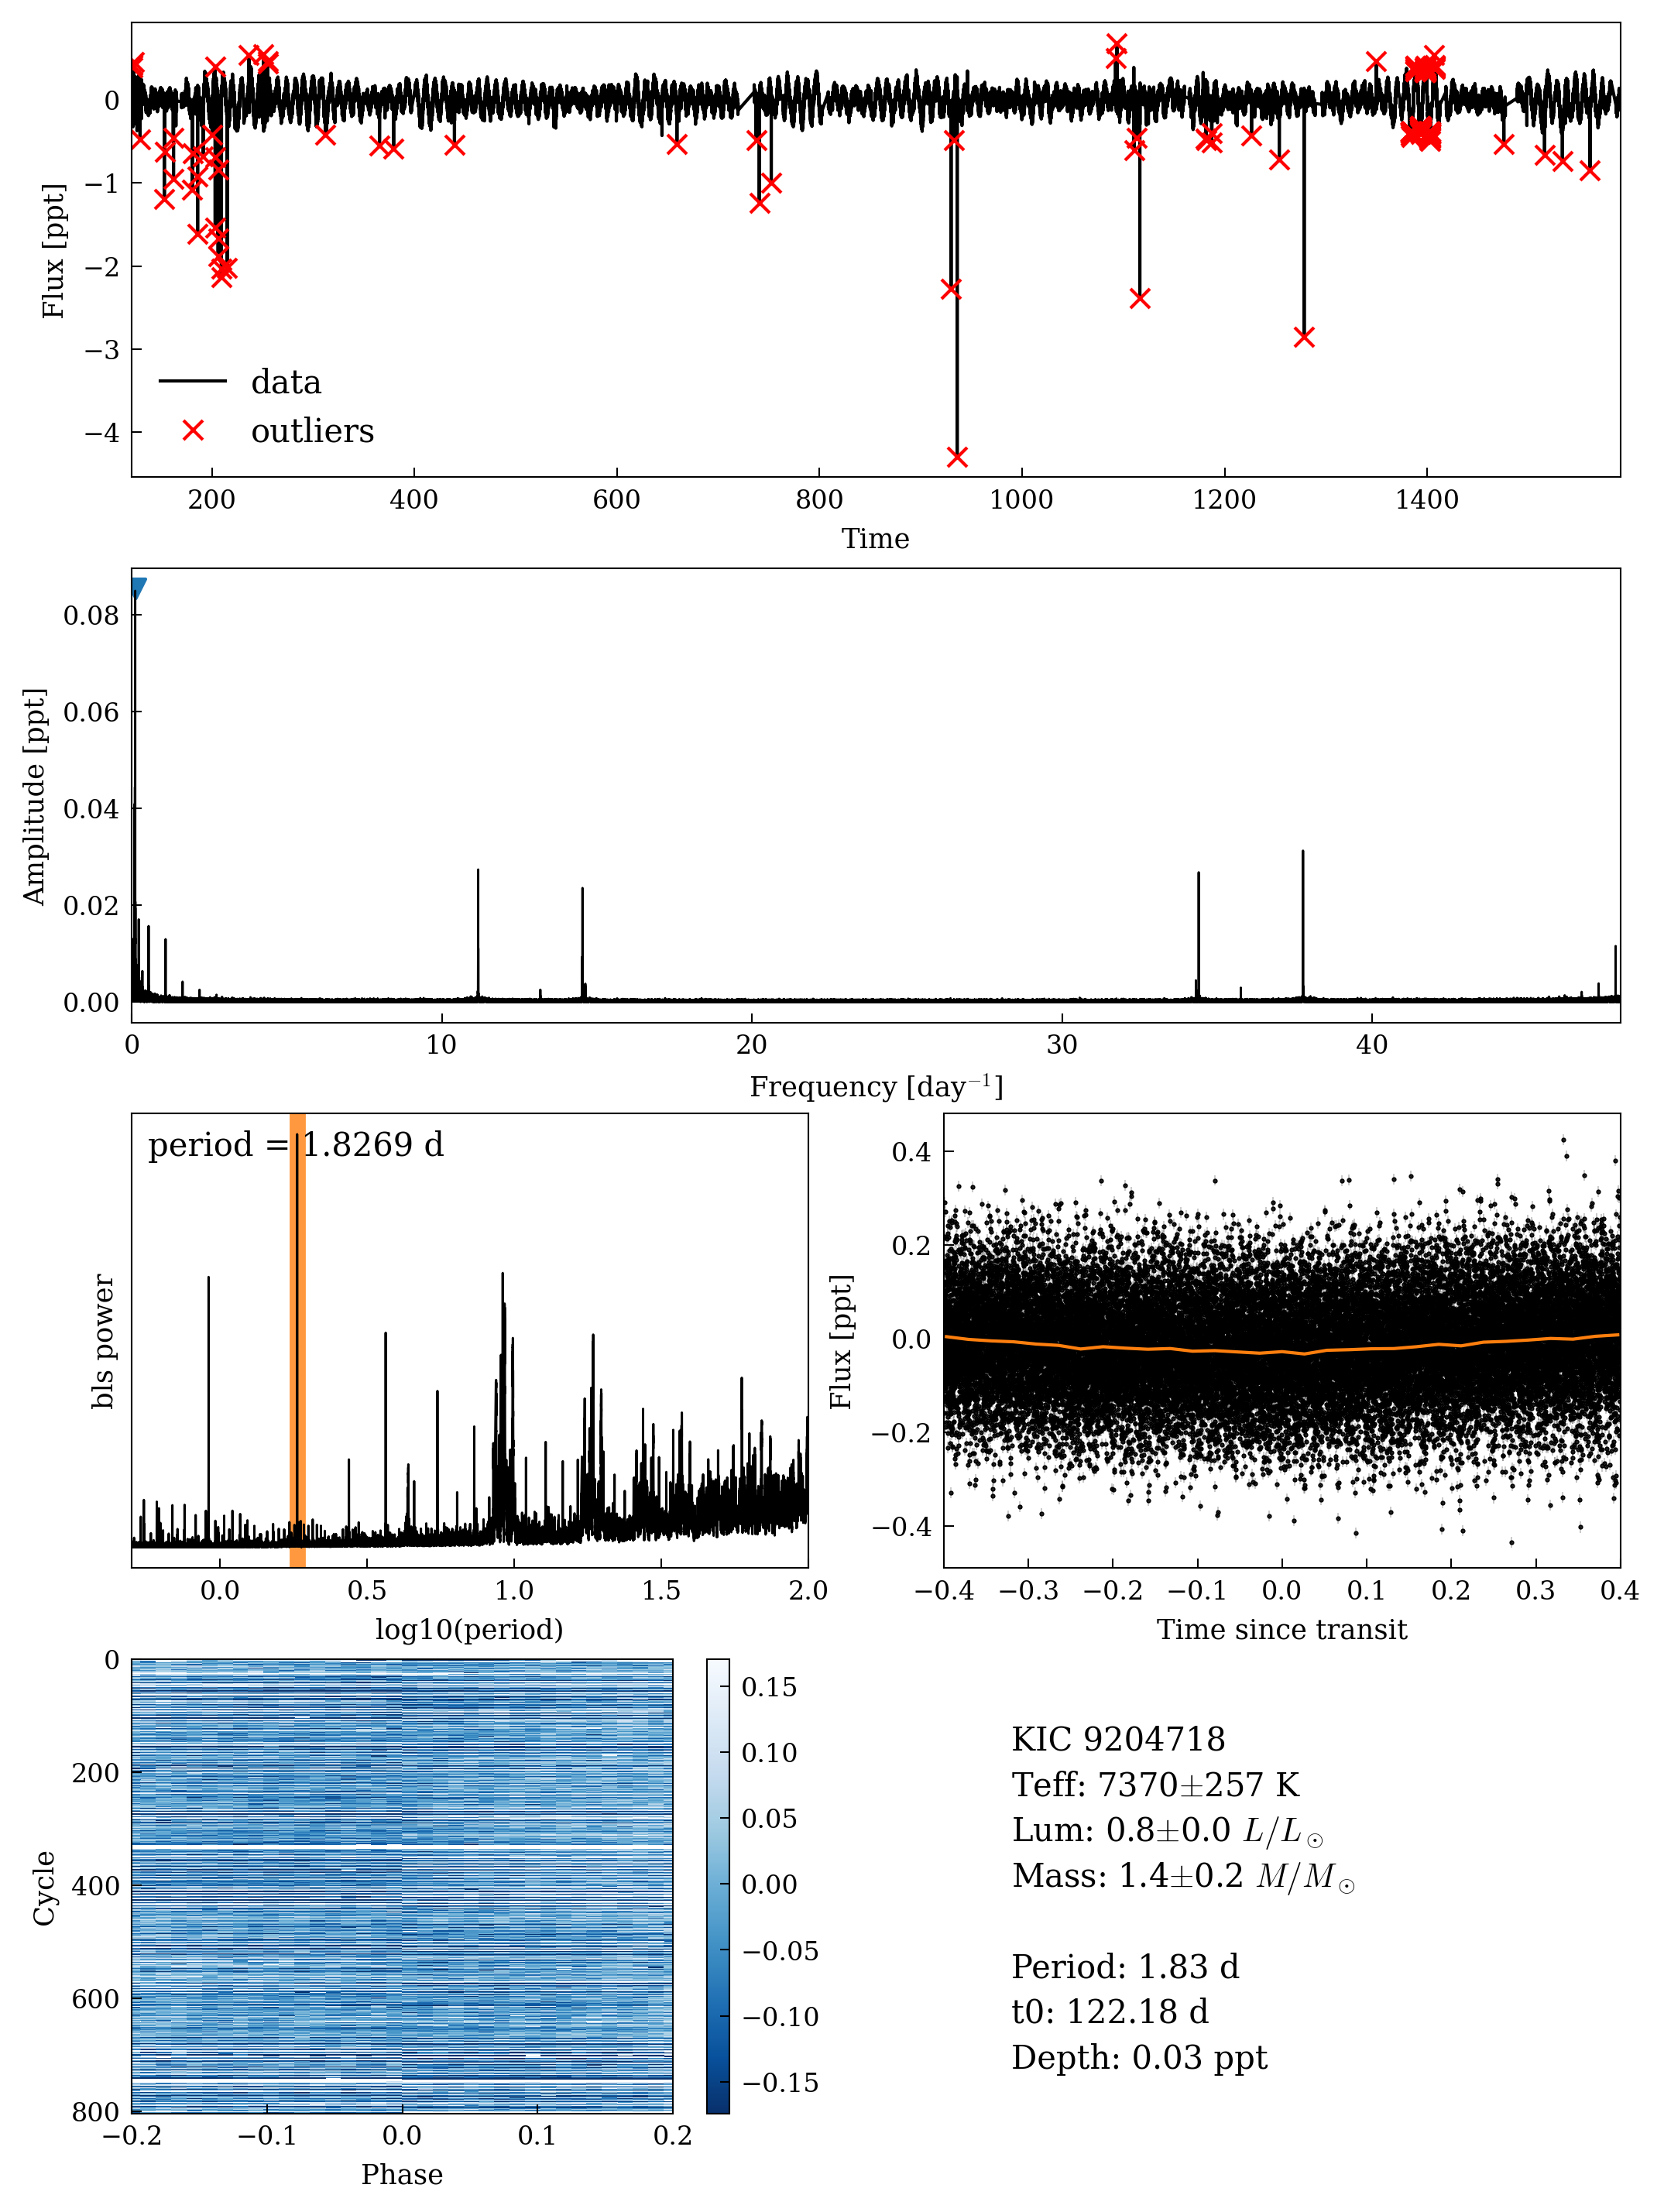 0
−1
−2
−3
−4
Flux [ppt]
data
outliers
200 400 600 800 1000 1200 1400
Time
0.08
0.06
0.04
0.02
0.00
Amplitude [ppt]
0 10 20 30 40
Frequency [day⁻¹]
period = 1.8269 d
bls power
0.0 0.5 1.0 1.5 2.0
log10(period)
0.4
0.2
0.0
−0.2
−0.4
Flux [ppt]
−0.4 −0.3 −0.2 −0.1 0.0 0.1 0.2 0.3 0.4
Time since transit
0
200
400
600
800
Cycle
−0.2 −0.1 0.0 0.1 0.2
Phase
0.15
0.10
0.05
0.00
−0.05
−0.10
−0.15
KIC 9204718
Teff: 7370±257 K
Lum: 0.8±0.0 L/L⊙
Mass: 1.4±0.2 M/M⊙
Period: 1.83 d
t0: 122.18 d
Depth: 0.03 ppt